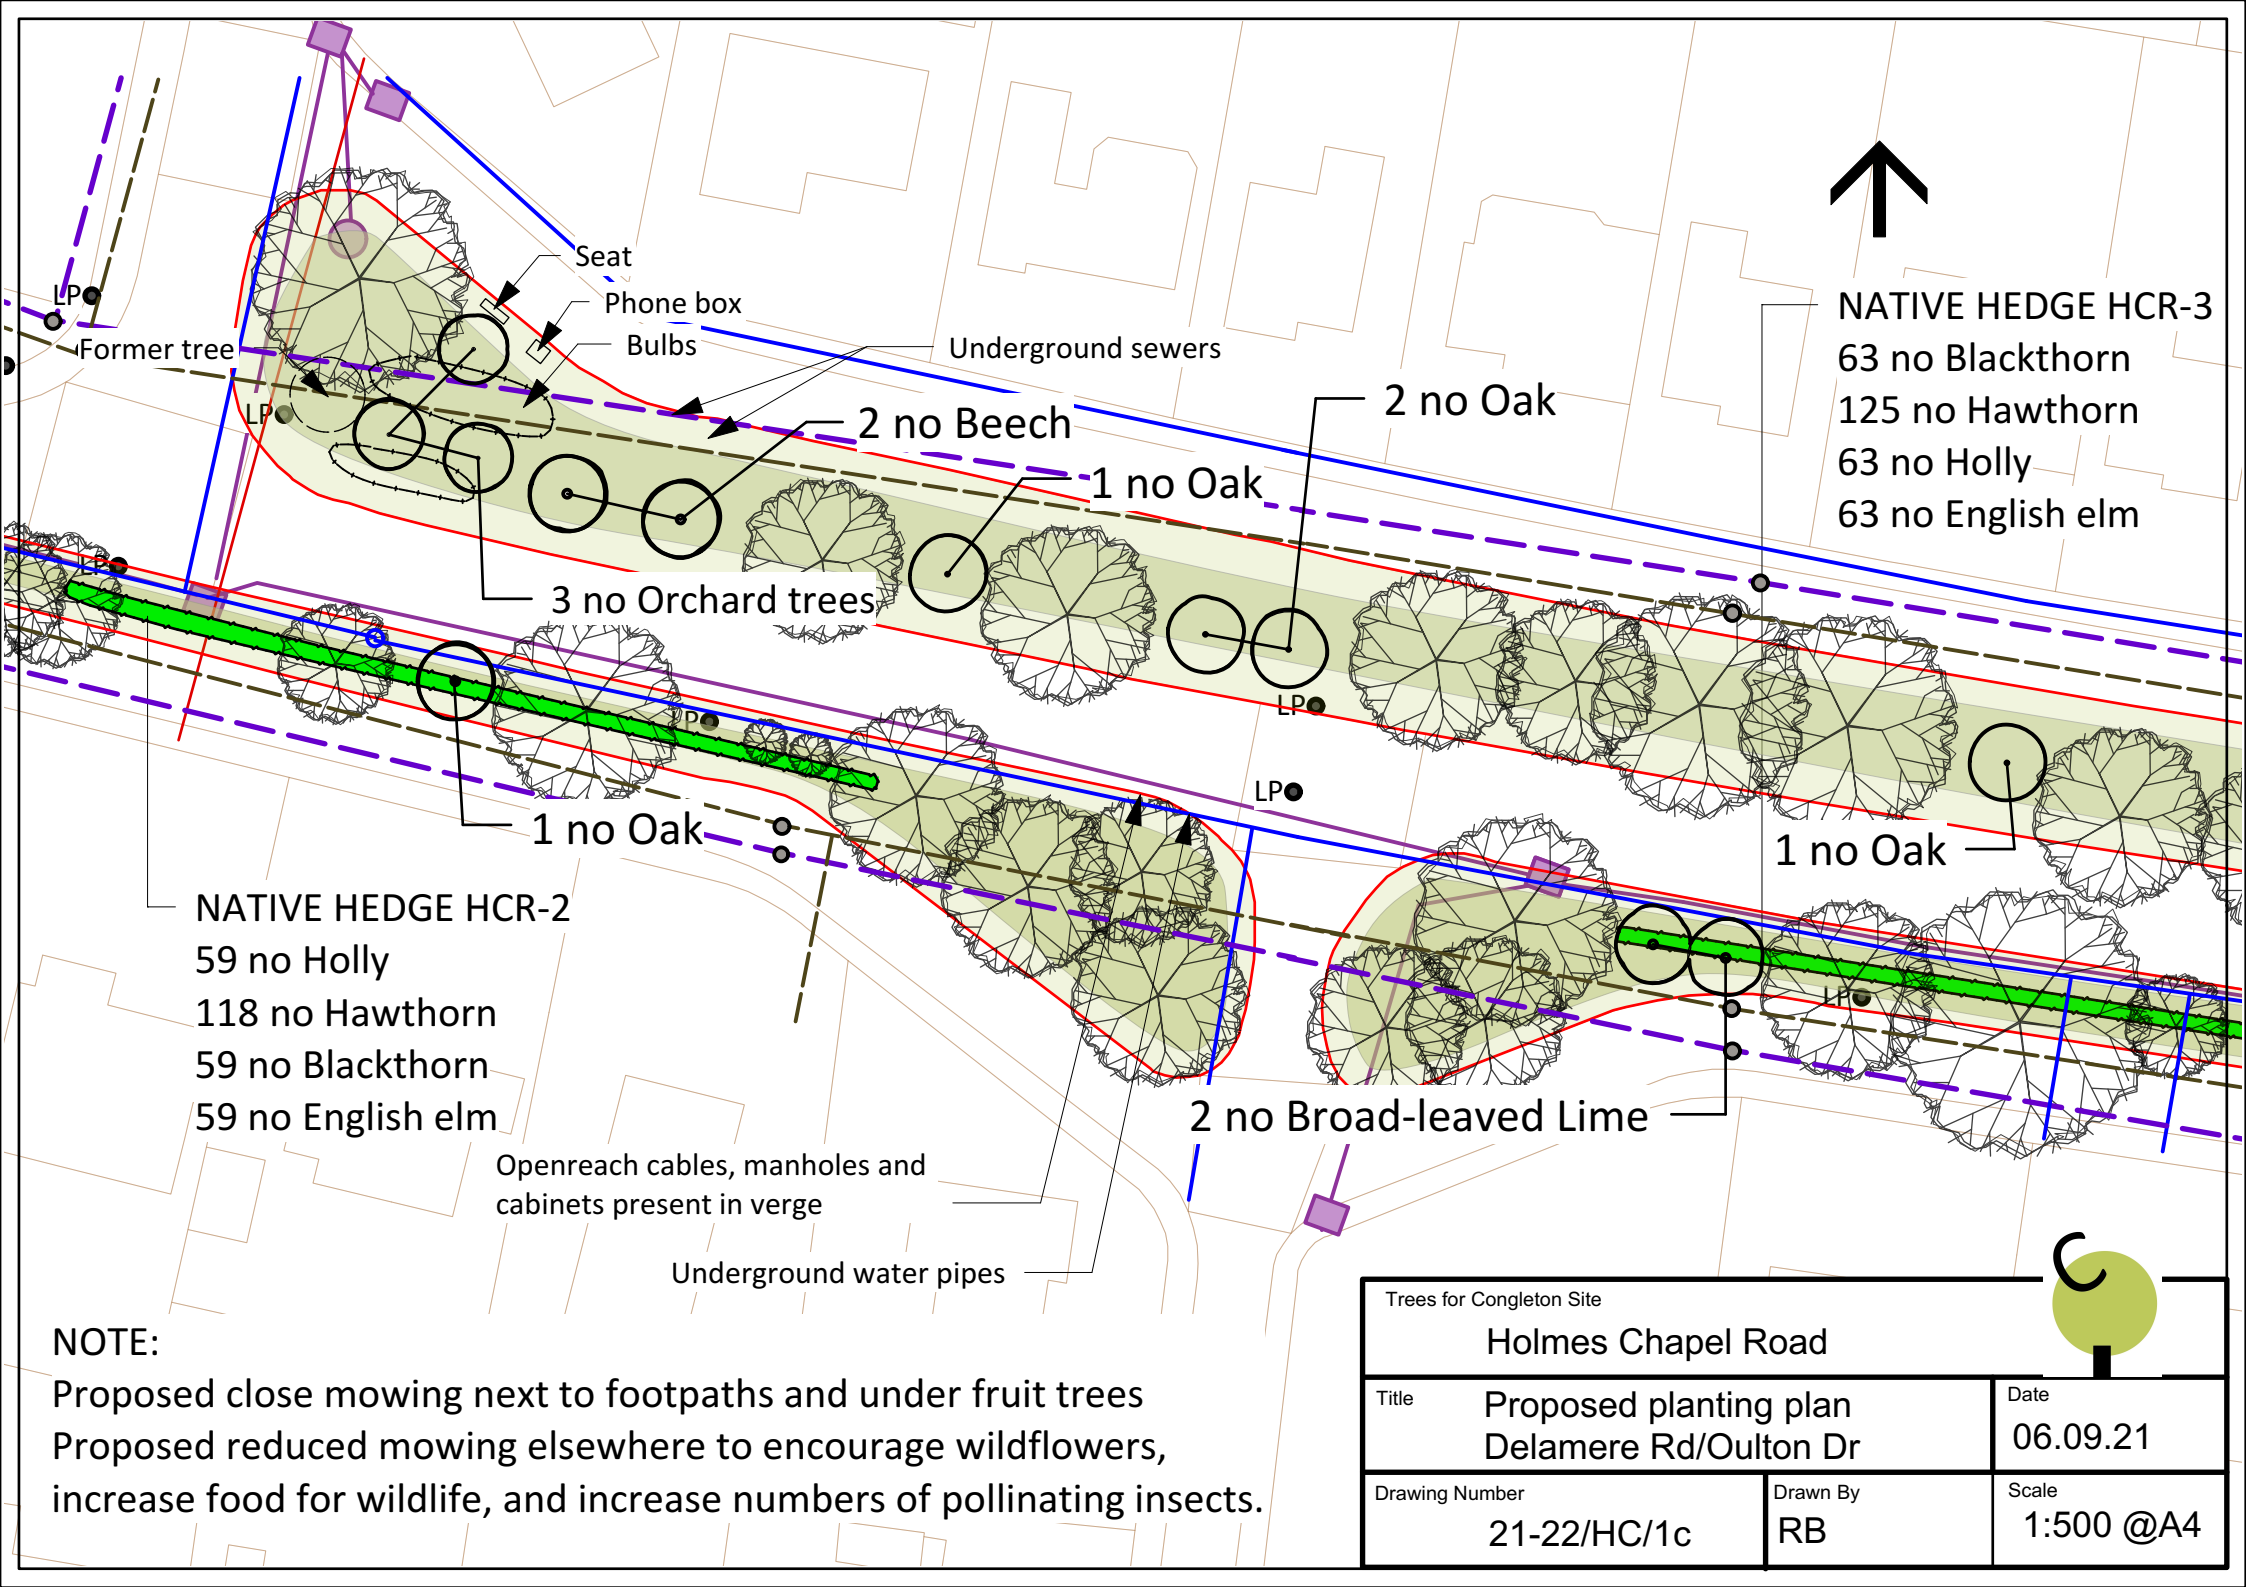 LP
Seat
Phone box
Bulbs
Former tree
LP
Underground sewers
2 no Beech
2 no Oak
1 no Oak
NATIVE HEDGE HCR-3
63 no Blackthorn
125 no Hawthorn
63 no Holly
63 no English elm
LP
3 no Orchard trees
LP
LP
LP
1 no Oak
1 no Oak
NATIVE HEDGE HCR-2
59 no Holly
118 no Hawthorn
59 no Blackthorn
59 no English elm
LP
2 no Broad-leaved Lime
Openreach cables, manholes and
cabinets present in verge
Underground water pipes
NOTE:
Proposed close mowing next to footpaths and under fruit trees
Proposed reduced mowing elsewhere to encourage wildflowers,
increase food for wildlife, and increase numbers of pollinating insects.
Trees for Congleton Site
Holmes Chapel Road
Title
Proposed planting plan
Delamere Rd/Oulton Dr
Date
06.09.21
Drawing Number
21-22/HC/1c
Drawn By
RB
Scale
1:500 @A4